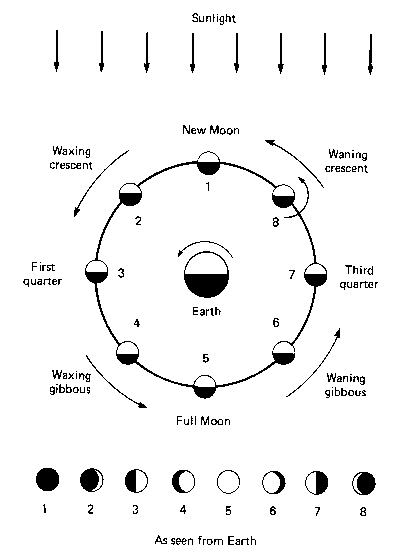 Sunlight
New Moon
Waxing
crescent
Waning
crescent
1
2
8
First
quarter
3
7
Third
quarter
Earth
4
6
5
Waxing
gibbous
Waning
gibbous
Full Moon
1 2 3 4 5 6 7 8
As seen from Earth